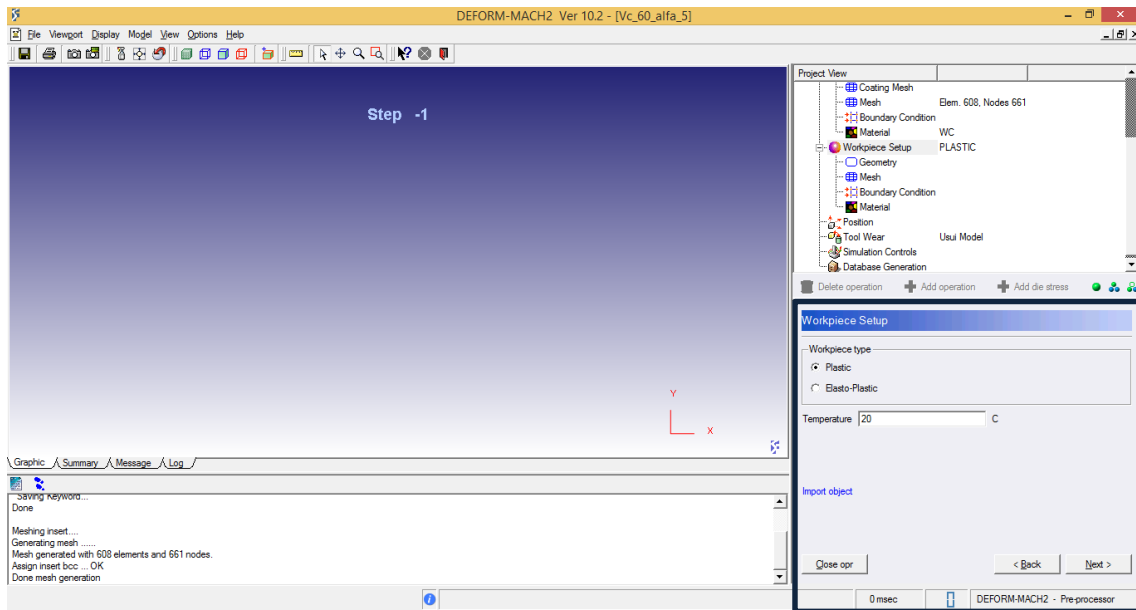 DEFORM-MACH2 Ver 10.2 - [Vc_60_alfa_5]
File Viewport Display Model View Options Help
Step -1
Y
X
Graphic Summary Message Log
Saving Keyword...
Done
Meshing insert....
Generating mesh ......
Mesh generated with 608 elements and 661 nodes.
Assign insert bcc ... OK
Done mesh generation
Project View
Coating Mesh
Mesh Elem. 608, Nodes 661
Boundary Condition
Material WC
Workpiece Setup PLASTIC
Geometry
Mesh
Boundary Condition
Material
Position
Tool Wear Usui Model
Simulation Controls
Database Generation
Delete operation Add operation Add die stress
Workpiece Setup
Workpiece type
Plastic
Elasto-Plastic
Temperature 20 C
Import object
Close opr < Back Next >
0 msec DEFORM-MACH2 - Pre-processor